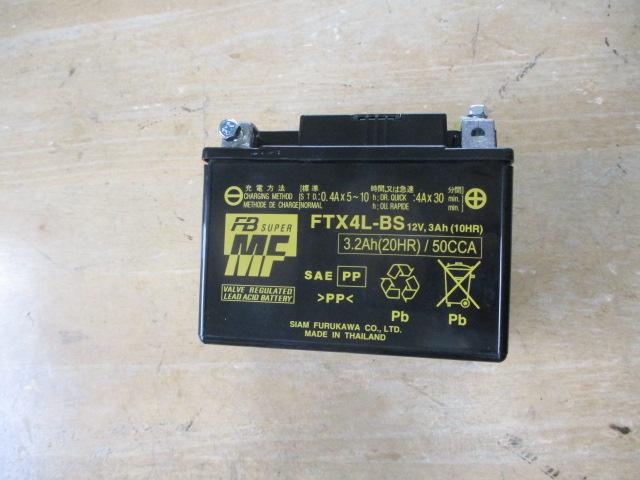 充電方法 標準 時間,又は急速 分間
CHARGING METHOD S T D.:0.4A x 5~10 h; OR. QUICK :4A x 30 min.
METHODE DE CHARGE NORMAL h; OU. RAPIDE min.
FB SUPER
MF
VALVE REGULATED
LEAD ACID BATTERY
FTX4L-BS 12V, 3Ah (10HR)
3.2Ah(20HR) / 50CCA
SAE PP
>PP<
Pb
Pb
SIAM FURUKAWA CO., LTD.
MADE IN THAILAND